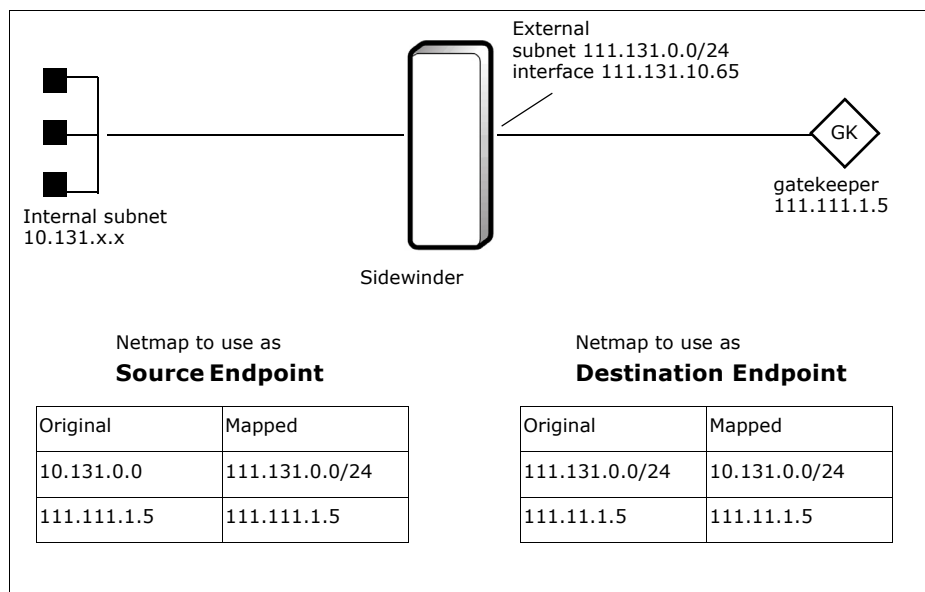 External
subnet 111.131.0.0/24
interface 111.131.10.65
GK
gatekeeper
111.111.1.5
Internal subnet
10.131.x.x
Sidewinder
Netmap to use as
Source Endpoint
Original Mapped
10.131.0.0 111.131.0.0/24
111.111.1.5 111.111.1.5
Netmap to use as
Destination Endpoint
Original Mapped
111.131.0.0/24 10.131.0.0/24
111.11.1.5 111.11.1.5